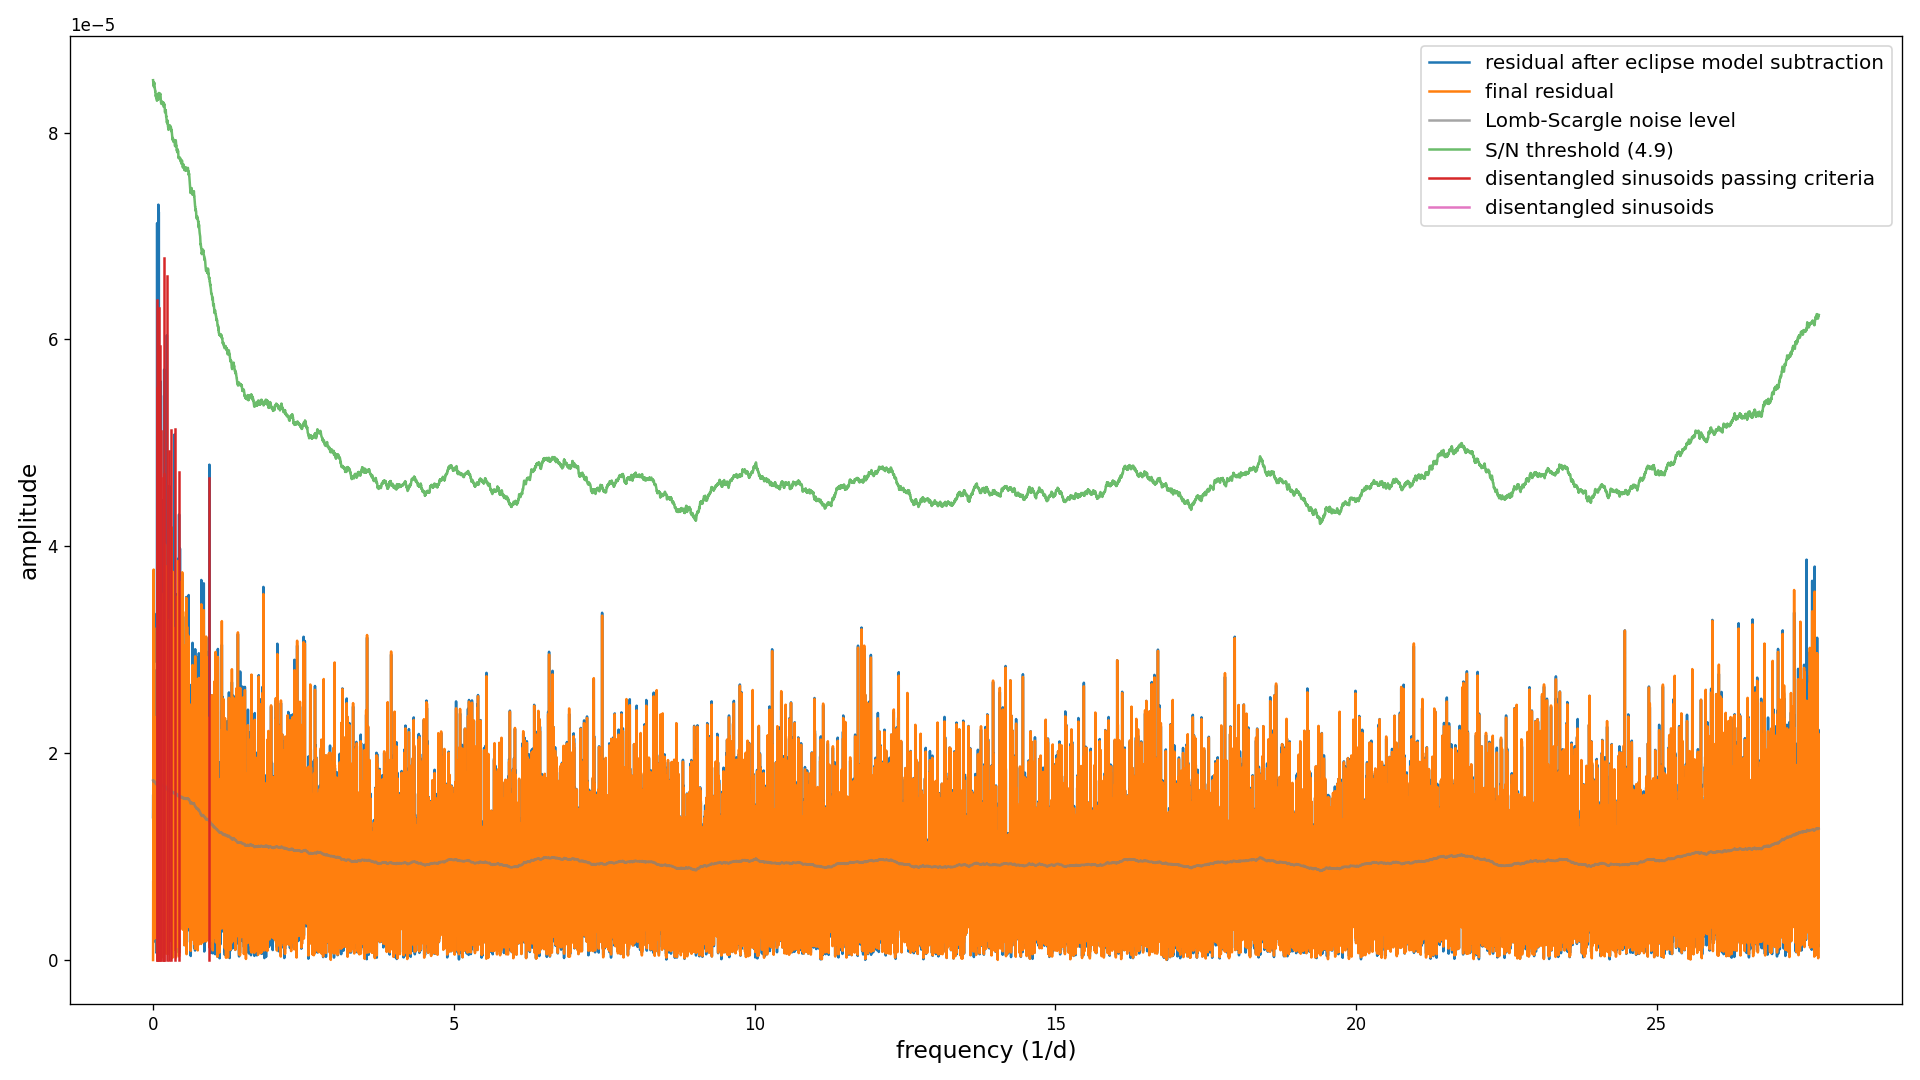 1e−5
residual after eclipse model subtraction
final residual
Lomb-Scargle noise level
S/N threshold (4.9)
disentangled sinusoids passing criteria
disentangled sinusoids
8
6
4
2
0
amplitude
0 5 10 15 20 25
frequency (1/d)